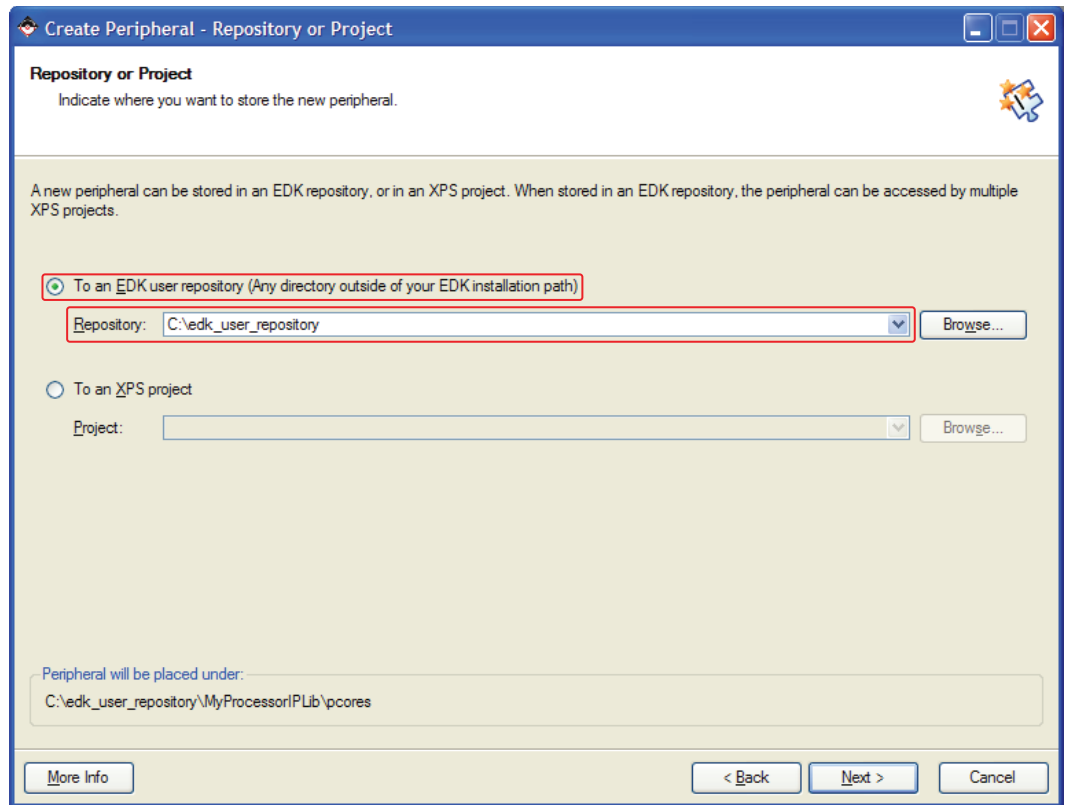 Create Peripheral - Repository or Project
Repository or Project
Indicate where you want to store the new peripheral.
A new peripheral can be stored in an EDK repository, or in an XPS project. When stored in an EDK repository, the peripheral can be accessed by multiple
XPS projects.
To an EDK user repository (Any directory outside of your EDK installation path)
Repository: C:\edk_user_repository Browse...
To an XPS project
Project: Browse...
Peripheral will be placed under:
C:\edk_user_repository\MyProcessorIPLib\pcores
More Info < Back Next > Cancel